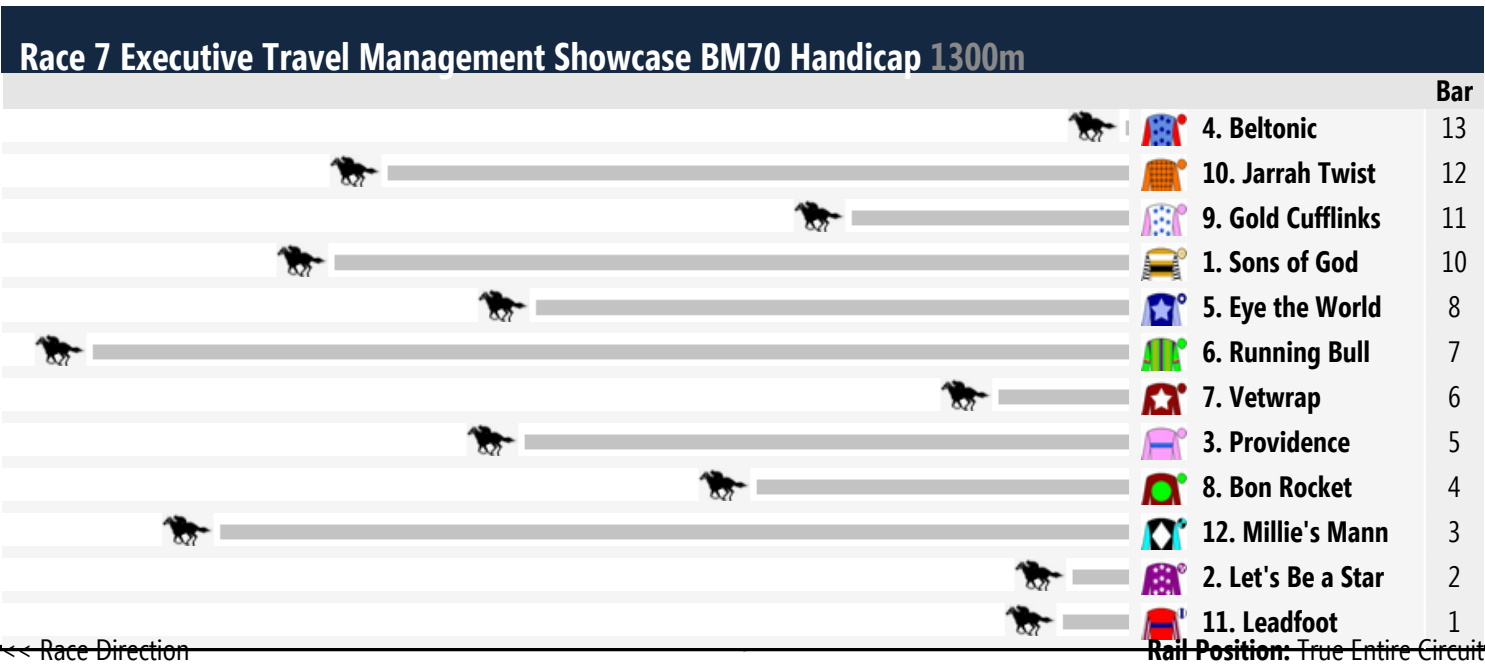 Race 7 Executive Travel Management Showcase BM70 Handicap 1300m
Bar
4. Beltonic 13
10. Jarrah Twist 12
9. Gold Cufflinks 11
1. Sons of God 10
5. Eye the World 8
6. Running Bull 7
7. Vetwrap 6
3. Providence 5
8. Bon Rocket 4
12. Millie's Mann 3
2. Let's Be a Star 2
11. Leadfoot 1
<< Race Direction Rail Position: True Entire Circuit